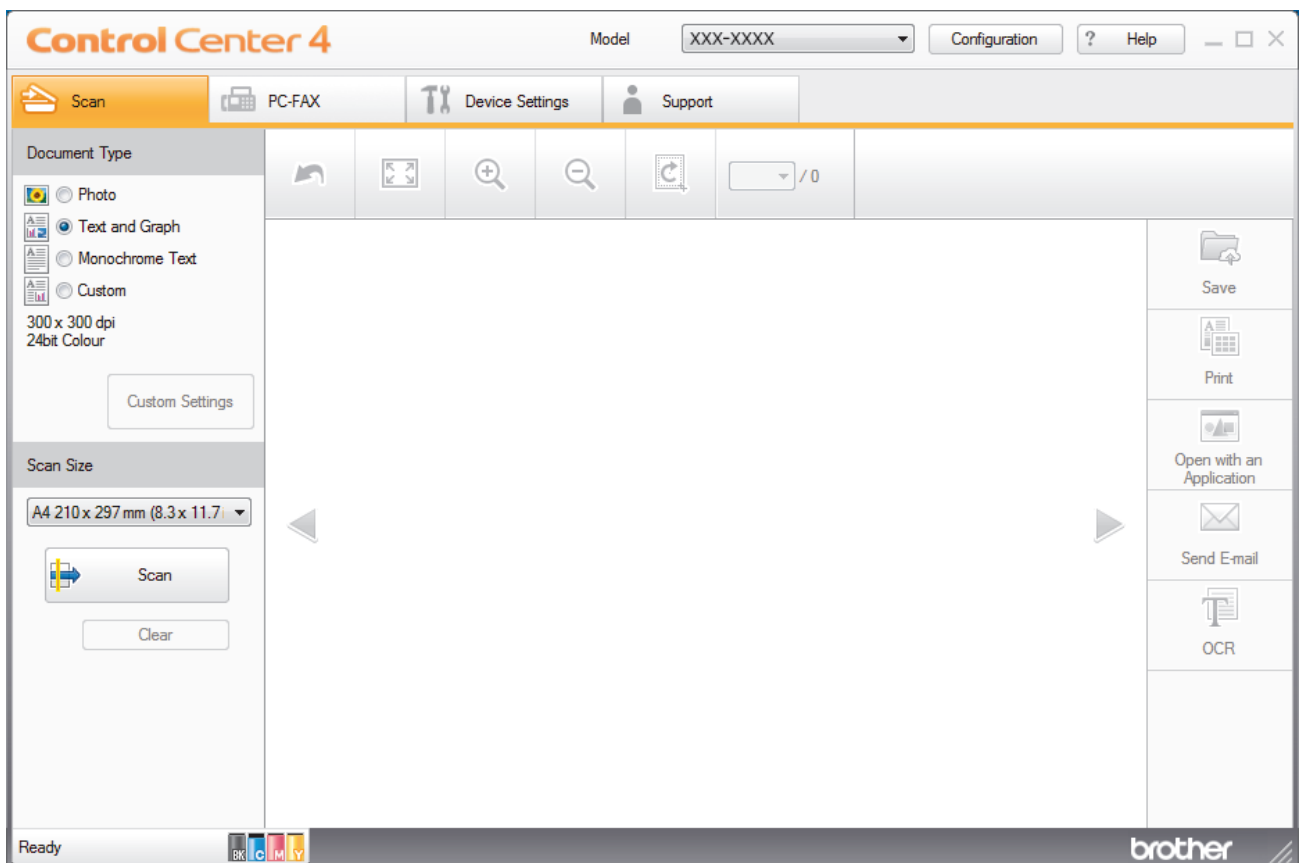 Control Center 4
Model
XXX-XXXX
Configuration
? Help
Scan
PC-FAX
Device Settings
Support
Document Type
/ 0
Photo
Text and Graph
Monochrome Text
Custom
300 x 300 dpi
24bit Colour
Custom Settings
Scan Size
A4 210 x 297 mm (8.3 x 11.7
Scan
Clear
Save
Print
Open with an
Application
Send E-mail
OCR
Ready
BK C M Y
brother